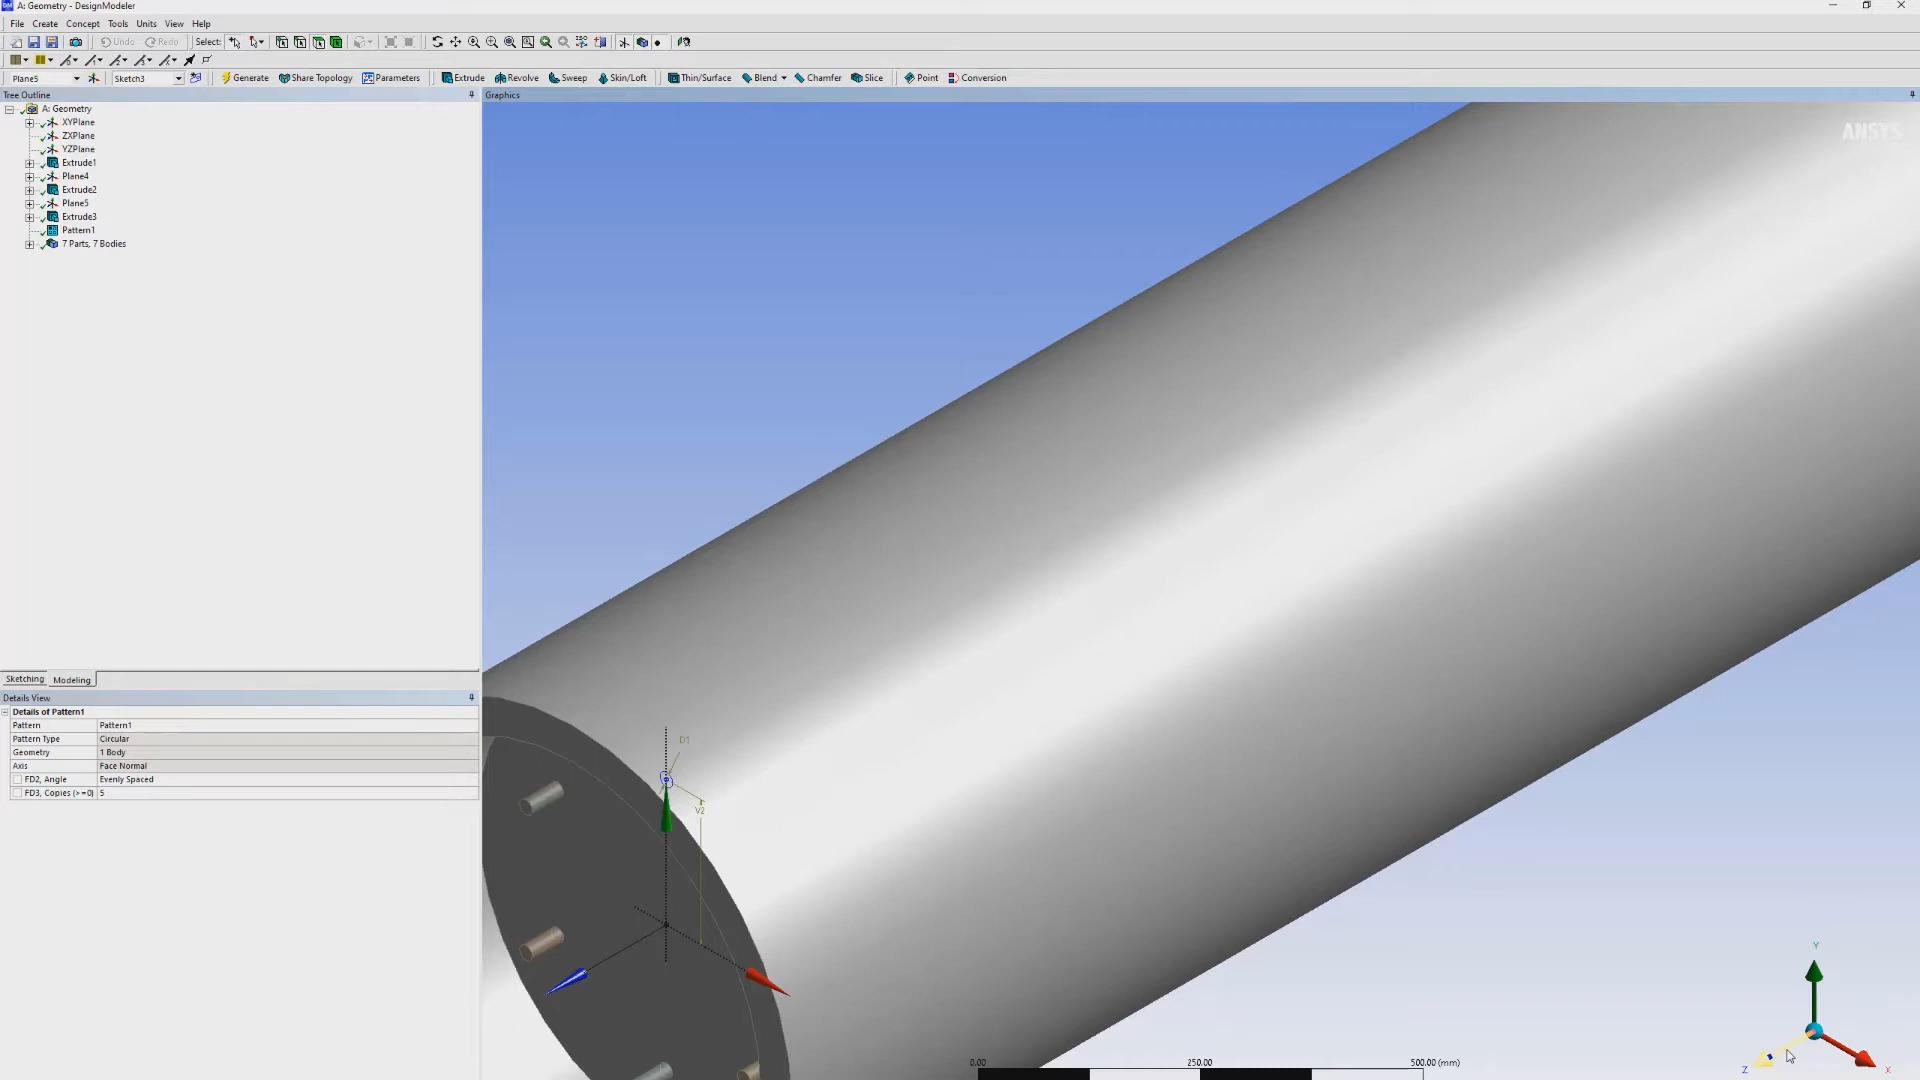 A: Geometry - DesignModeler
File Create Concept Tools Units View Help
Undo Redo Select:
Plane5 Sketch3 Generate Share Topology Parameters Extrude Revolve Sweep Skin/Loft Thin/Surface Blend Chamfer Slice Point Conversion
Tree Outline
Graphics
A: Geometry
XYPlane
ZXPlane
YZPlane
Extrude1
Plane4
Extrude2
Plane5
Extrude3
Pattern1
7 Parts, 7 Bodies
ANSYS
Sketching Modeling
Details View
Details of Pattern1
Pattern Pattern1
Pattern Type Circular
Geometry 1 Body
Axis Face Normal
FD2, Angle Evenly Spaced
FD3, Copies (>=0) 5
D1
V2
Y
Z
X
0.00 250.00 500.00 (mm)